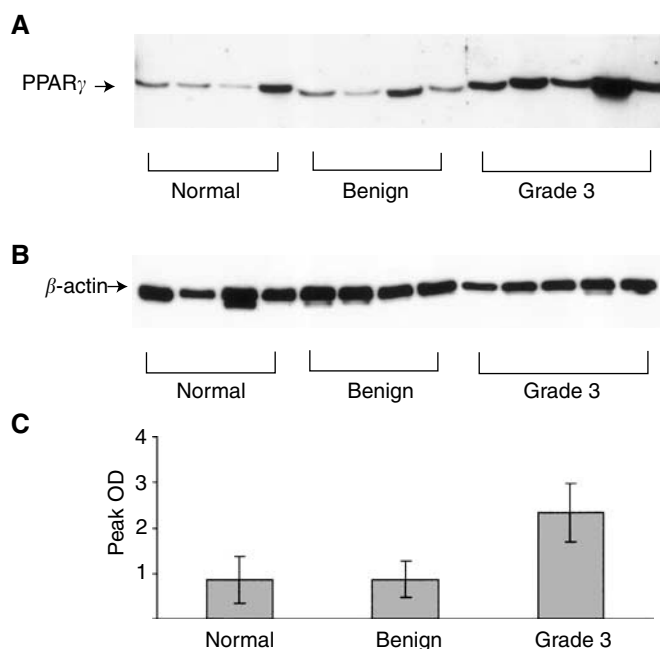 A
PPARγ →
Normal Benign Grade 3
B
β-actin→
Normal Benign Grade 3
C
Peak OD
4
3
2
1
Normal Benign Grade 3